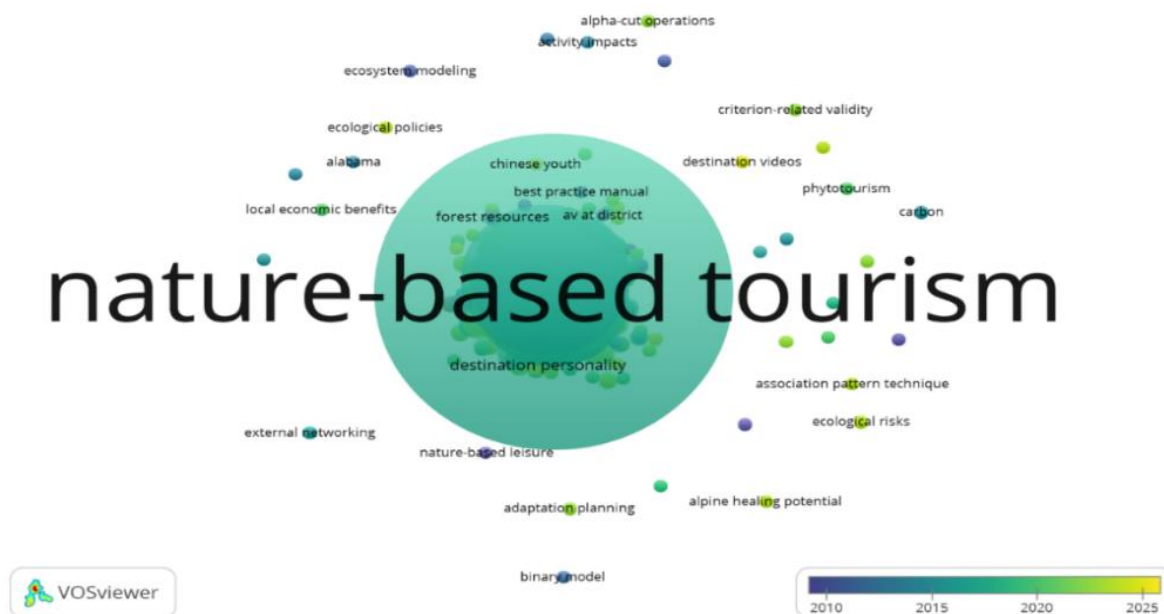 alpha-cut operations
activity impacts
ecosystem modeling
criterion-related validity
ecological policies
chinese youth
destination videos
alabama
best practice manual
phytotourism
local economic benefits
forest resources
av at district
carbon
nature-based tourism
destination personality
association pattern technique
ecological risks
external networking
nature-based leisure
adaptation planning
alpine healing potential
binary model
VOSviewer
2010 2015 2020 2025